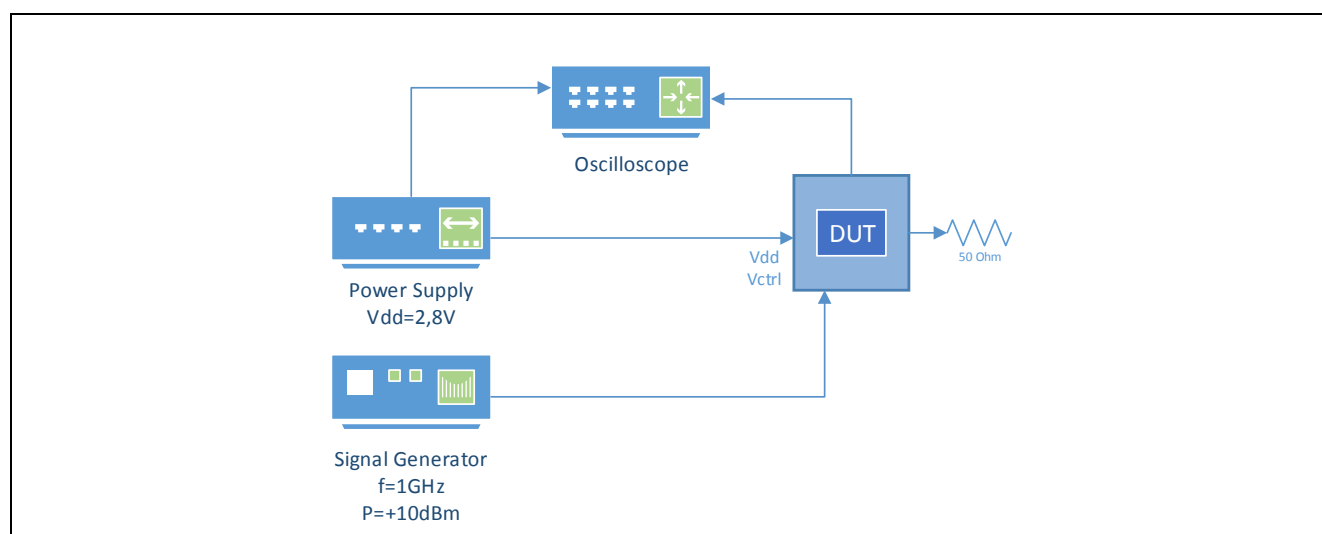 Oscilloscope
DUT
50 Ohm
Vdd
Vctrl
Power Supply
Vdd=2,8V
Signal Generator
f=1GHz
P=+10dBm